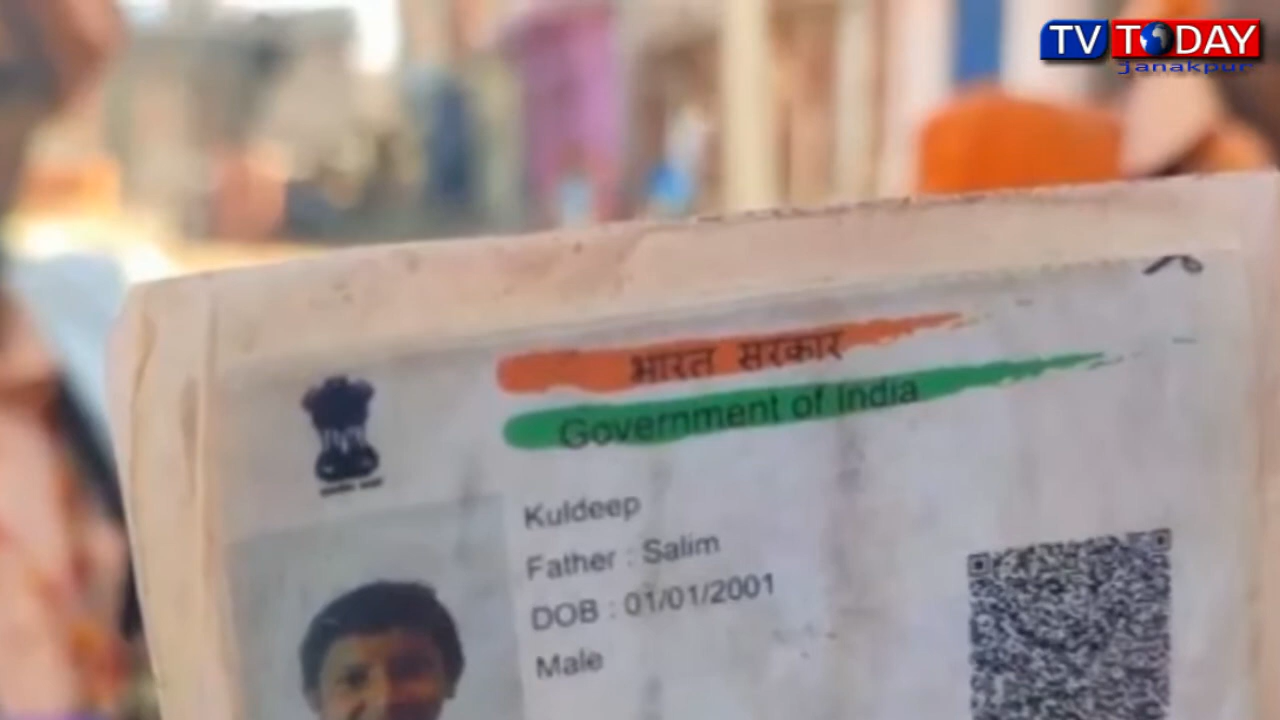 TV TODAY
janakpur
भारत सरकार
Government of India
Kuldeep
Father : Salim
DOB : 01/01/2001
Male